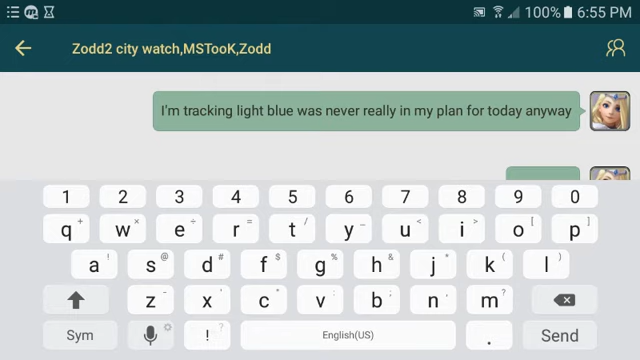 100% 6:55 PM
Zodd2 city watch,MSTooK,Zodd
I'm tracking light blue was never really in my plan for today anyway
1 2 3 4 5 6 7 8 9 0
q+ w× e÷ r= t/ y_ u< i> o[ p]
a! s@ d# f$ g% h& j* k( l)
z- x' c" v: b; n, m?
Sym ! ? English(US) . Send